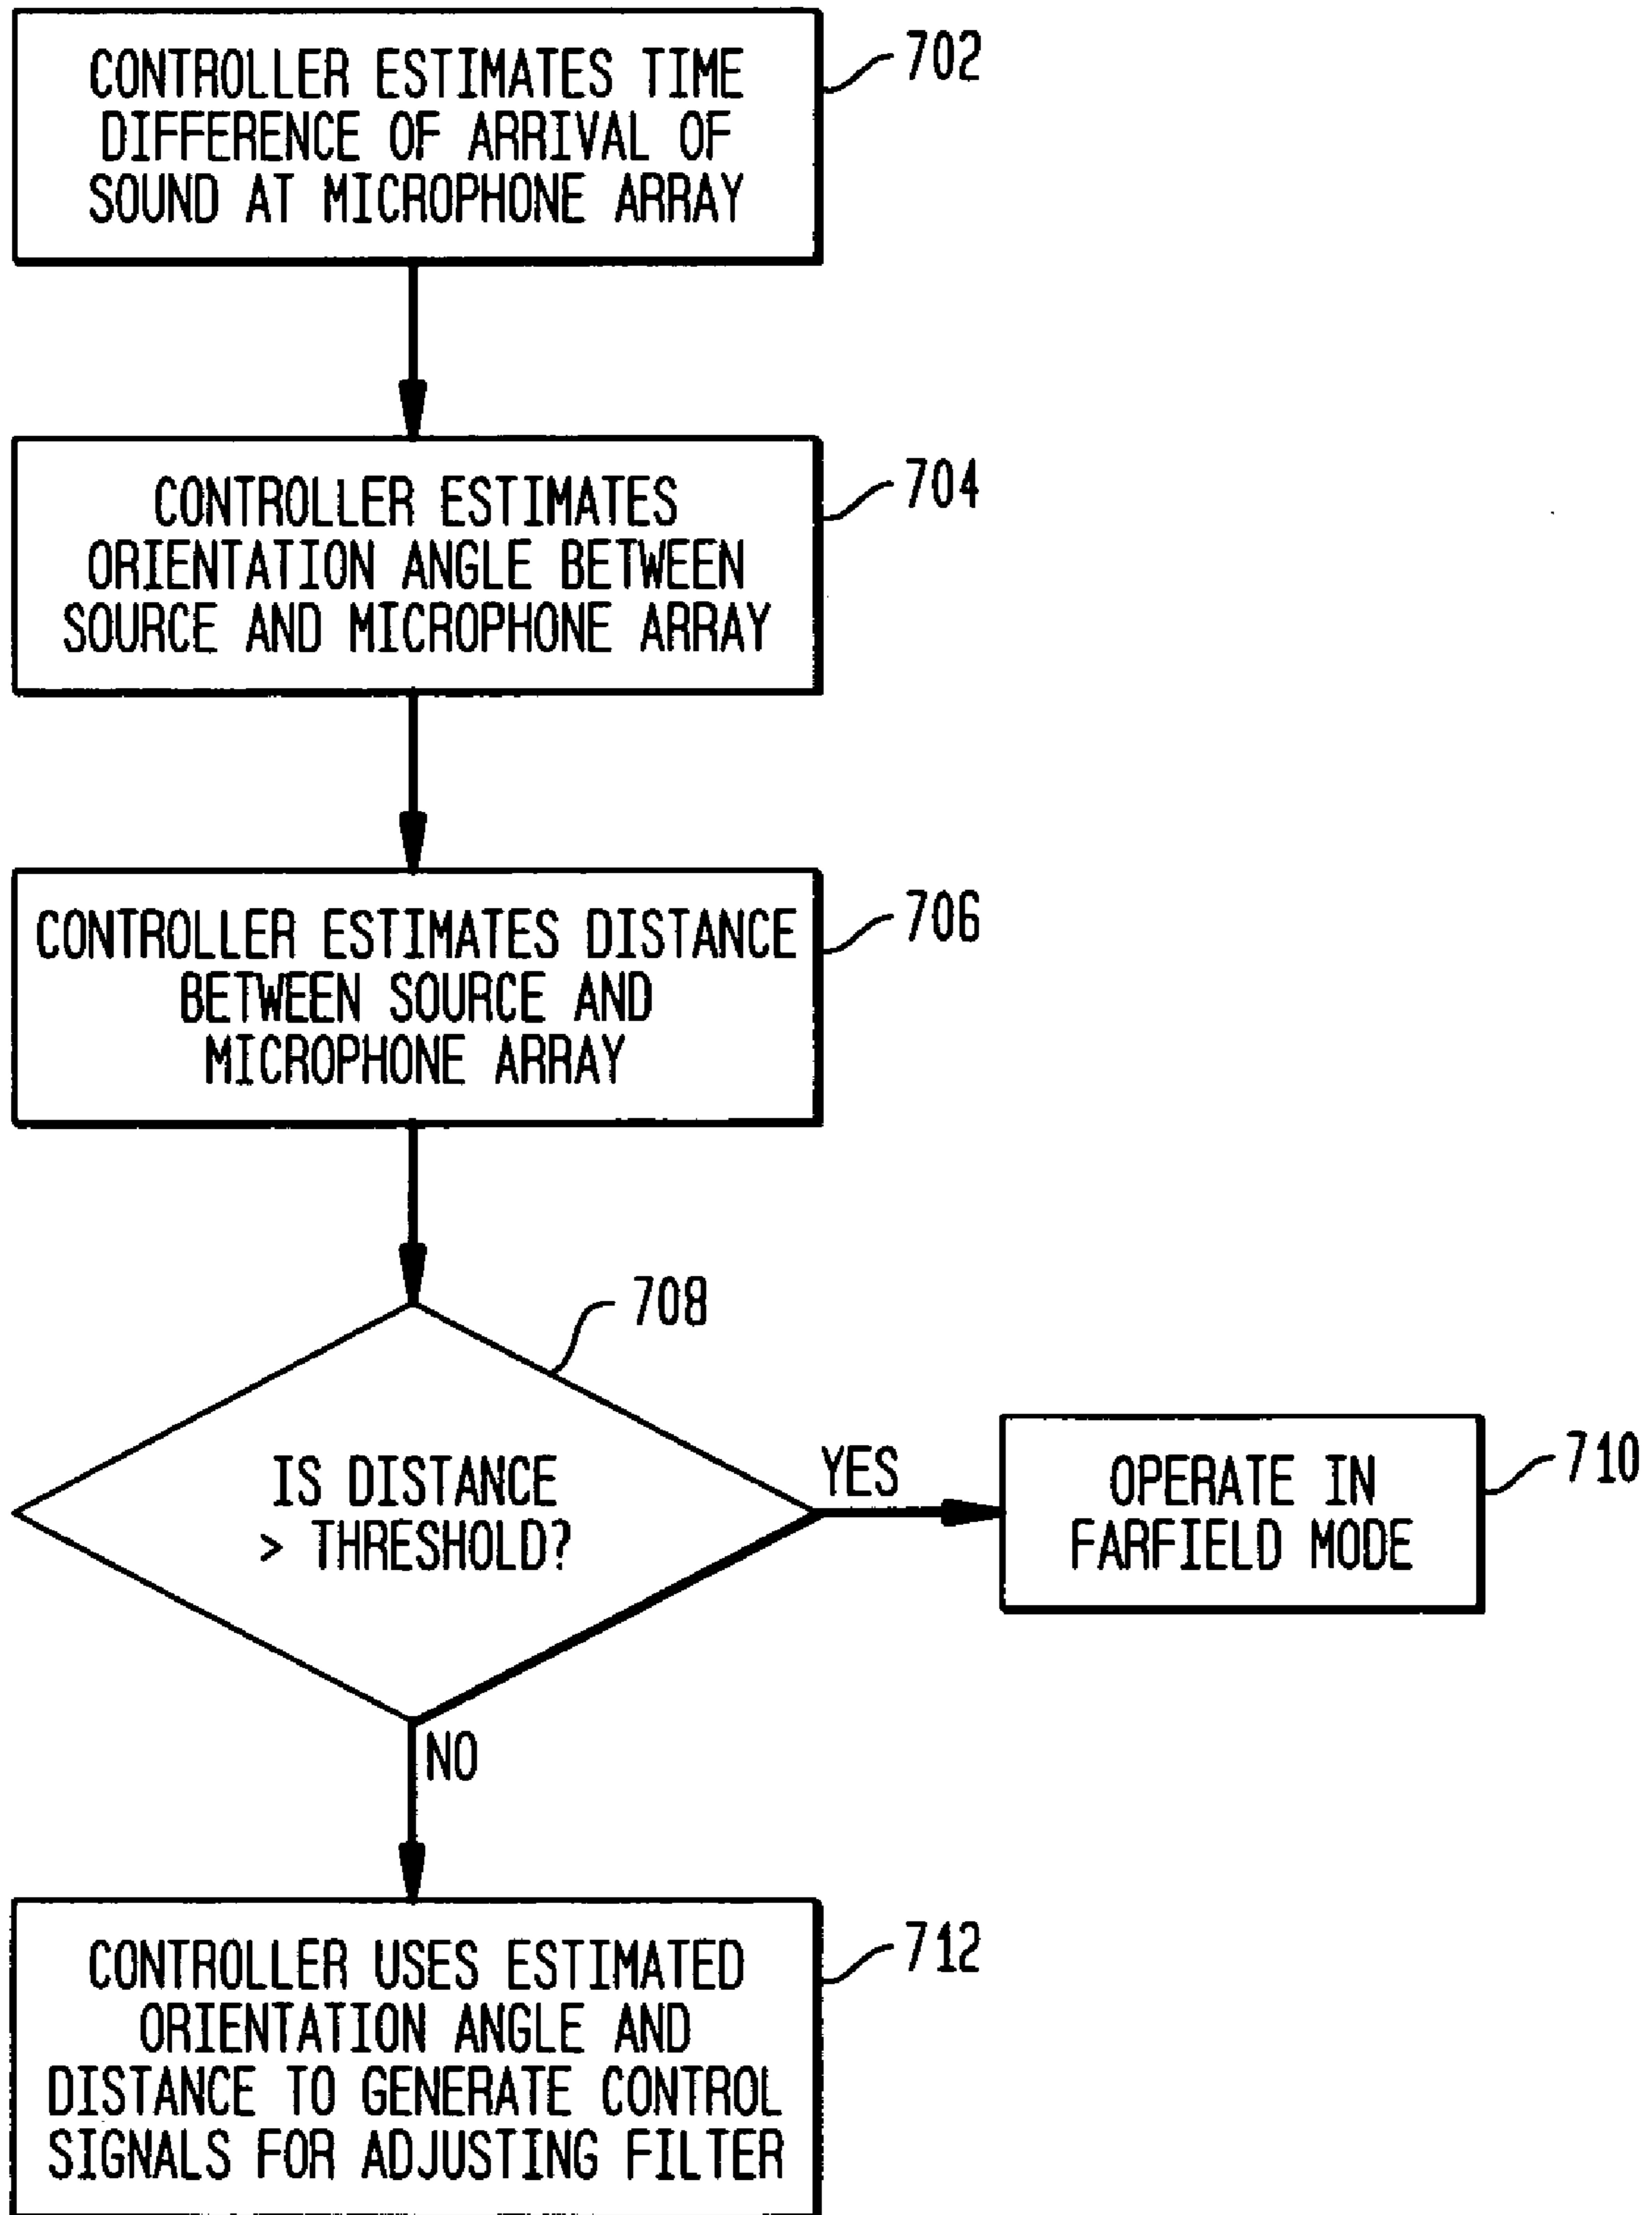 CONTROLLER ESTIMATES TIME
DIFFERENCE OF ARRIVAL OF
SOUND AT MICROPHONE ARRAY
702
CONTROLLER ESTIMATES
ORIENTATION ANGLE BETWEEN
SOURCE AND MICROPHONE ARRAY
704
CONTROLLER ESTIMATES DISTANCE
BETWEEN SOURCE AND
MICROPHONE ARRAY
706
708
IS DISTANCE
> THRESHOLD?
YES
OPERATE IN
FARFIELD MODE
710
NO
CONTROLLER USES ESTIMATED
ORIENTATION ANGLE AND
DISTANCE TO GENERATE CONTROL
SIGNALS FOR ADJUSTING FILTER
712